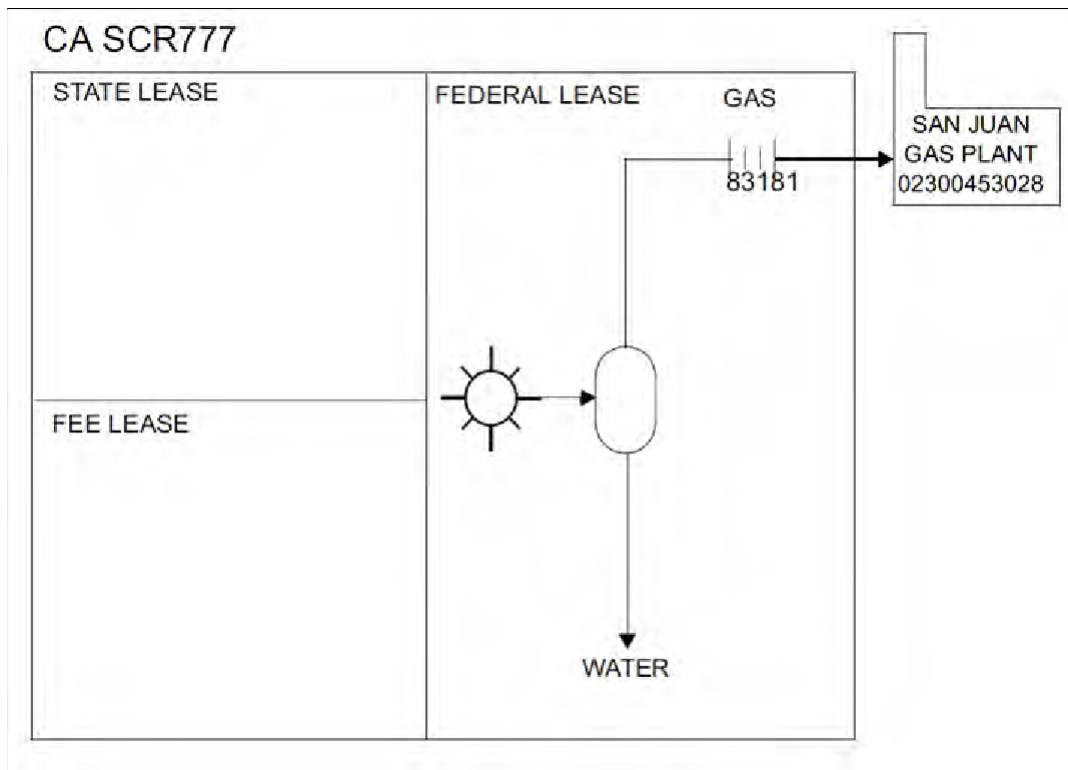 CA SCR777
STATE LEASE
FEDERAL LEASE
GAS
83181
SAN JUAN
GAS PLANT
02300453028
FEE LEASE
WATER